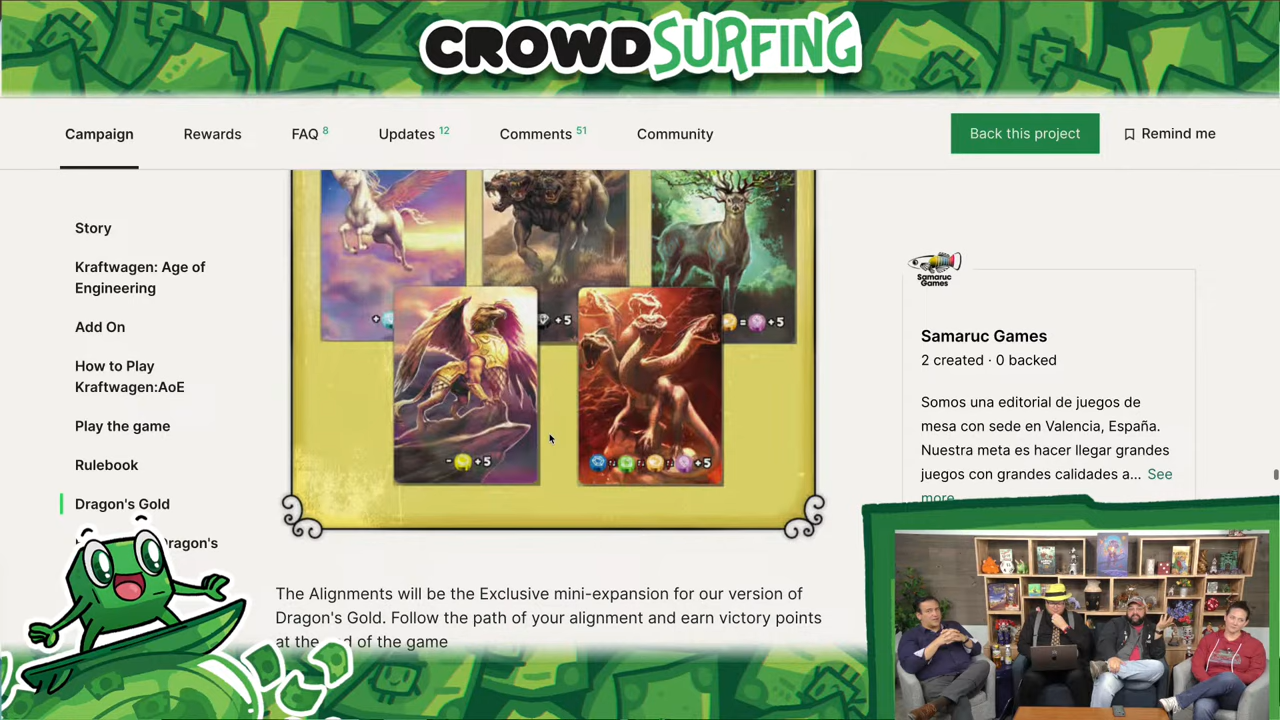 CROWDSURFING
Campaign
Rewards
FAQ 8
Updates 12
Comments 51
Community
Back this project
Remind me
Story
Kraftwagen: Age of
Engineering
Add On
How to Play
Kraftwagen:AoE
Play the game
Rulebook
Dragon's Gold
Dragon's
+
+5
= +5
- +5
+5
The Alignments will be the Exclusive mini-expansion for our version of
Dragon's Gold. Follow the path of your alignment and earn victory points
at the end of the game
Samaruc
Games
Samaruc Games
2 created · 0 backed
Somos una editorial de juegos de
mesa con sede en Valencia, España.
Nuestra meta es hacer llegar grandes
juegos con grandes calidades a... See
more